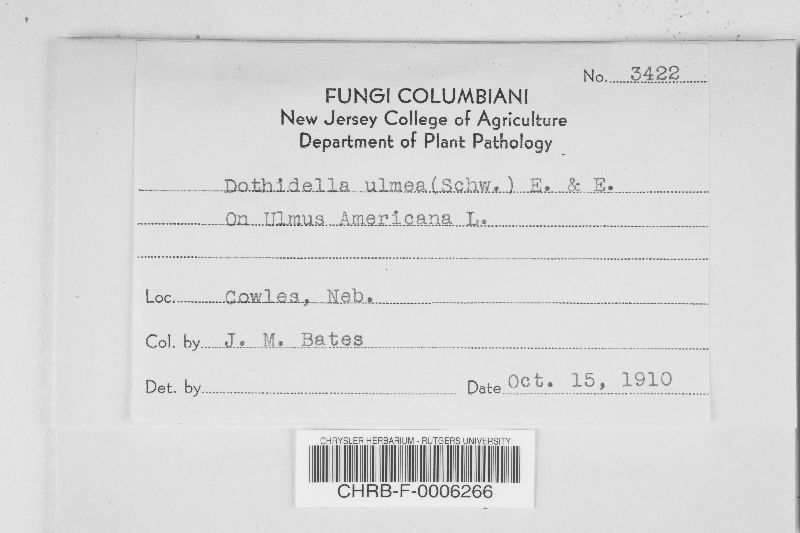 No. 3422
FUNGI COLUMBIANI
New Jersey College of Agriculture
Department of Plant Pathology
Dothidella ulmea(Schw.) E. & E.
On Ulmus Americana L.
Loc. Cowles, Neb.
Col. by J. M. Bates
Det. by Date Oct. 15, 1910
CHRYSLER HERBARIUM - RUTGERS UNIVERSITY
CHRB-F-0006266